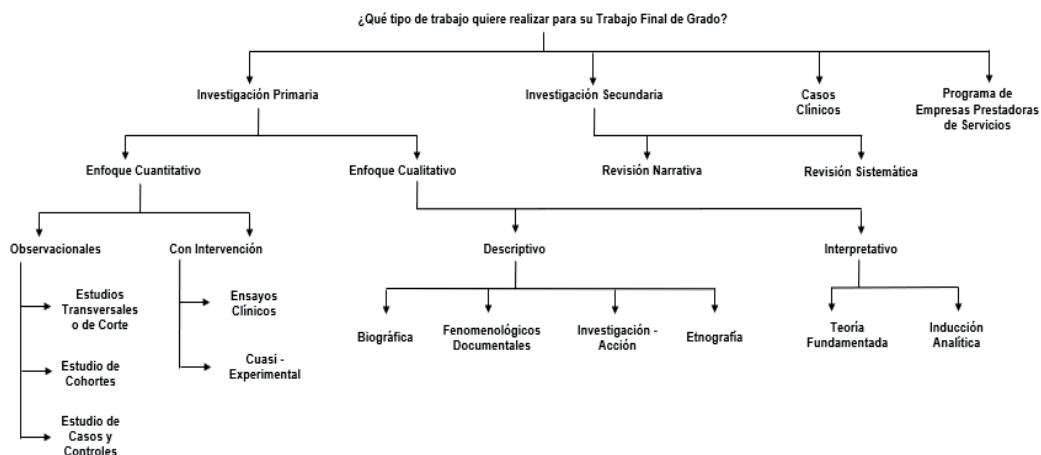 ¿Qué tipo de trabajo quiere realizar para su Trabajo Final de Grado?
Investigación Primaria
Investigación Secundaria
Casos
Clínicos
Programa de
Empresas Prestadoras
de Servicios
Enfoque Cuantitativo
Enfoque Cualitativo
Revisión Narrativa
Revisión Sistemática
Observacionales
Con Intervención
Descriptivo
Interpretativo
Estudios
Transversales
o de Corte
Estudio de
Cohortes
Estudio de
Casos y
Controles
Ensayos
Clínicos
Cuasi -
Experimental
Biográfica
Fenomenológicos
Documentales
Investigación -
Acción
Etnografía
Teoría
Fundamentada
Inducción
Analítica